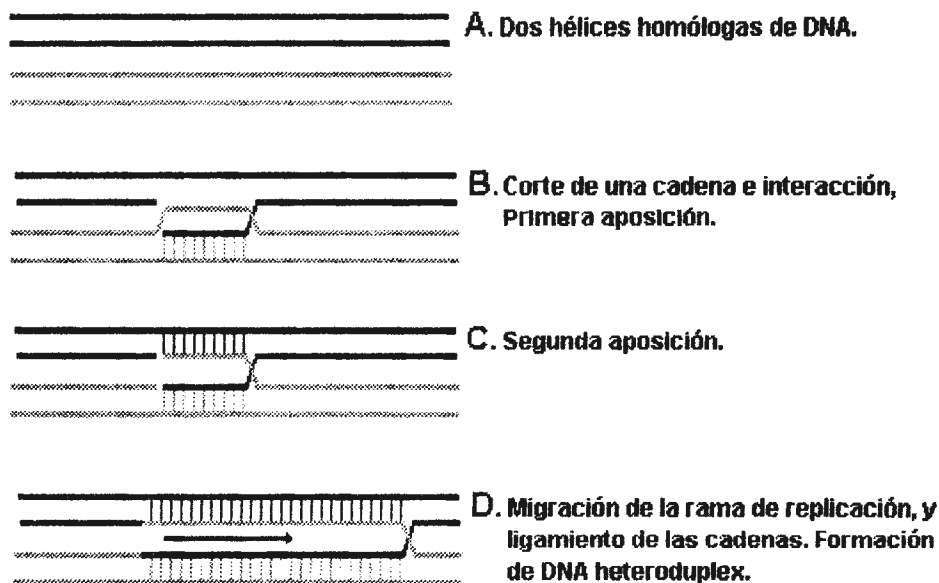 A. Dos hélices homólogas de DNA.
B. Corte de una cadena e interacción,
Primera aposición.
C. Segunda aposición.
D. Migración de la rama de replicación, y
ligamiento de las cadenas. Formación
de DNA heteroduplex.